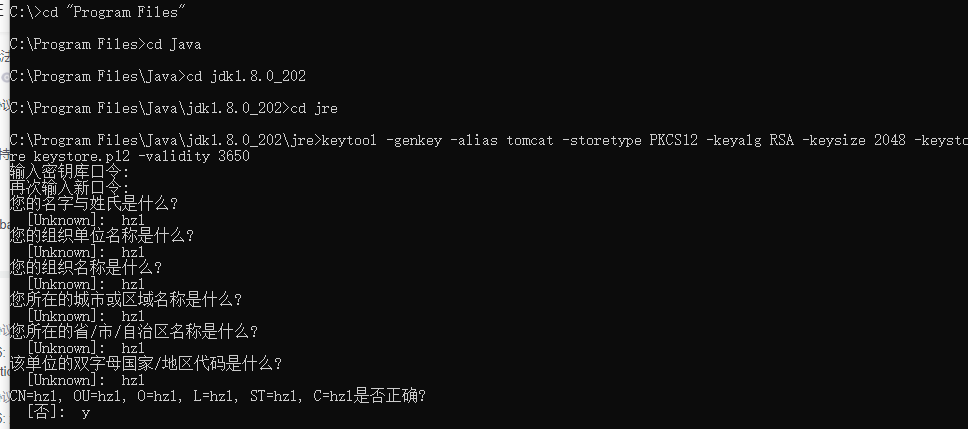 C:\>cd "Program Files"
C:\Program Files>cd Java
C:\Program Files\Java>cd jdk1.8.0_202
C:\Program Files\Java\jdk1.8.0_202>cd jre
C:\Program Files\Java\jdk1.8.0_202\jre>keytool -genkey -alias tomcat -storetype PKCS12 -keyalg RSA -keysize 2048 -keysto
re keystore.p12 -validity 3650
输入密钥库口令:
再次输入新口令:
您的名字与姓氏是什么?
[Unknown]:  hzl
您的组织单位名称是什么?
[Unknown]:  hzl
您的组织名称是什么?
[Unknown]:  hzl
您所在的城市或区域名称是什么?
[Unknown]:  hzl
您所在的省/市/自治区名称是什么?
[Unknown]:  hzl
该单位的双字母国家/地区代码是什么?
[Unknown]:  hzl
CN=hzl, OU=hzl, O=hzl, L=hzl, ST=hzl, C=hzl是否正确?
[否]:  y